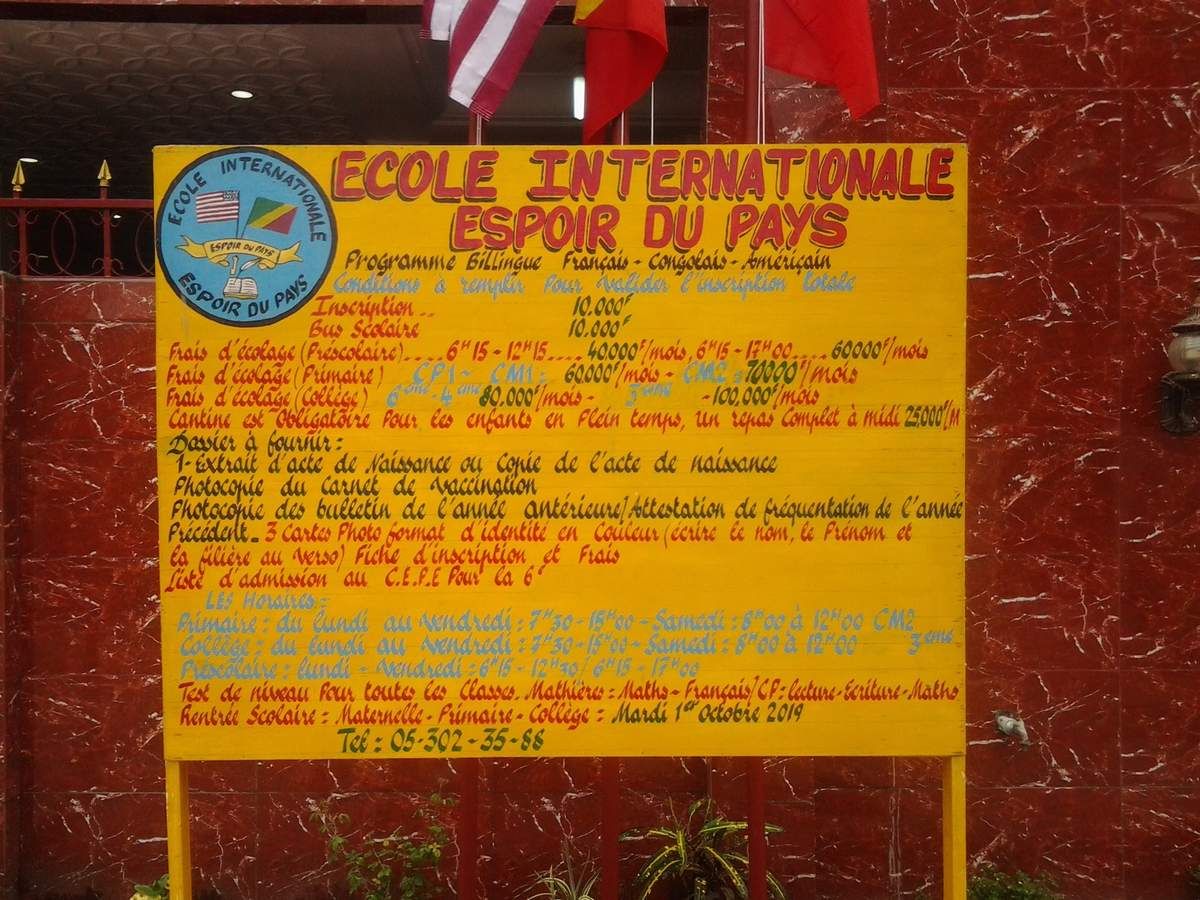 ECOLE INTERNATIONALE
ESPOIR DU PAYS
ECOLE INTERNATIONALE
ESPOIR DU PAYS
ESPOIR DU PAYS
Programme Billingue Français - Congolais - Américain
Conditions à remplir Pour valider l'inscription totale
Inscription .. 10.000F
Bus Scolaire 10.000F
Frais d'écolage (Préscolaire).... 6H15 - 12H15.... 40000F/mois, 6H15 - 17H00.... 60000F/mois
Frais d'écolage (Primaire) CP1 - CM1 = 60.000F/mois - CM2 = 70000F/mois
Frais d'écolage (Collège) 6ème - 4ème 80.000F/mois - 3ème - 100.000F/mois
Cantine est Obligatoire Pour les enfants en Plein temps, un repas Complet à midi 25,000F/M
Dossier à fournir :
1- Extrait d'acte de Naissance ou Copie de l'acte de naissance
Photocopie du Carnet de vaccination
Photocopie des bulletin de l'année antérieure/Attestation de fréquentation de l'année
Précédent _ 3 Cartes Photo format d'identité en Couleur (écrire le nom, le Prénom et
la filière au verso) Fiche d'inscription et Frais
Liste d'admission au C.E.P.E Pour la 6e
LES Horaires :
Primaire : du lundi au vendredi : 7H30 - 15H00 - Samedi : 8H00 à 12H00 CM2
Collège : du lundi au vendredi : 7H30 - 15H00 - Samedi : 8H00 à 12H00 3ème
Préscolaire : lundi - vendredi : 6H15 - 12H30/ 6H15 - 17H00
Test de niveau Pour toutes les Classes. Mathières : Maths - Français/CP : lecture - Ecriture - Maths
Rentrée Scolaire : Maternelle - Primaire - Collège : Mardi 1er Octobre 2019
Tel : 05-302-35-88